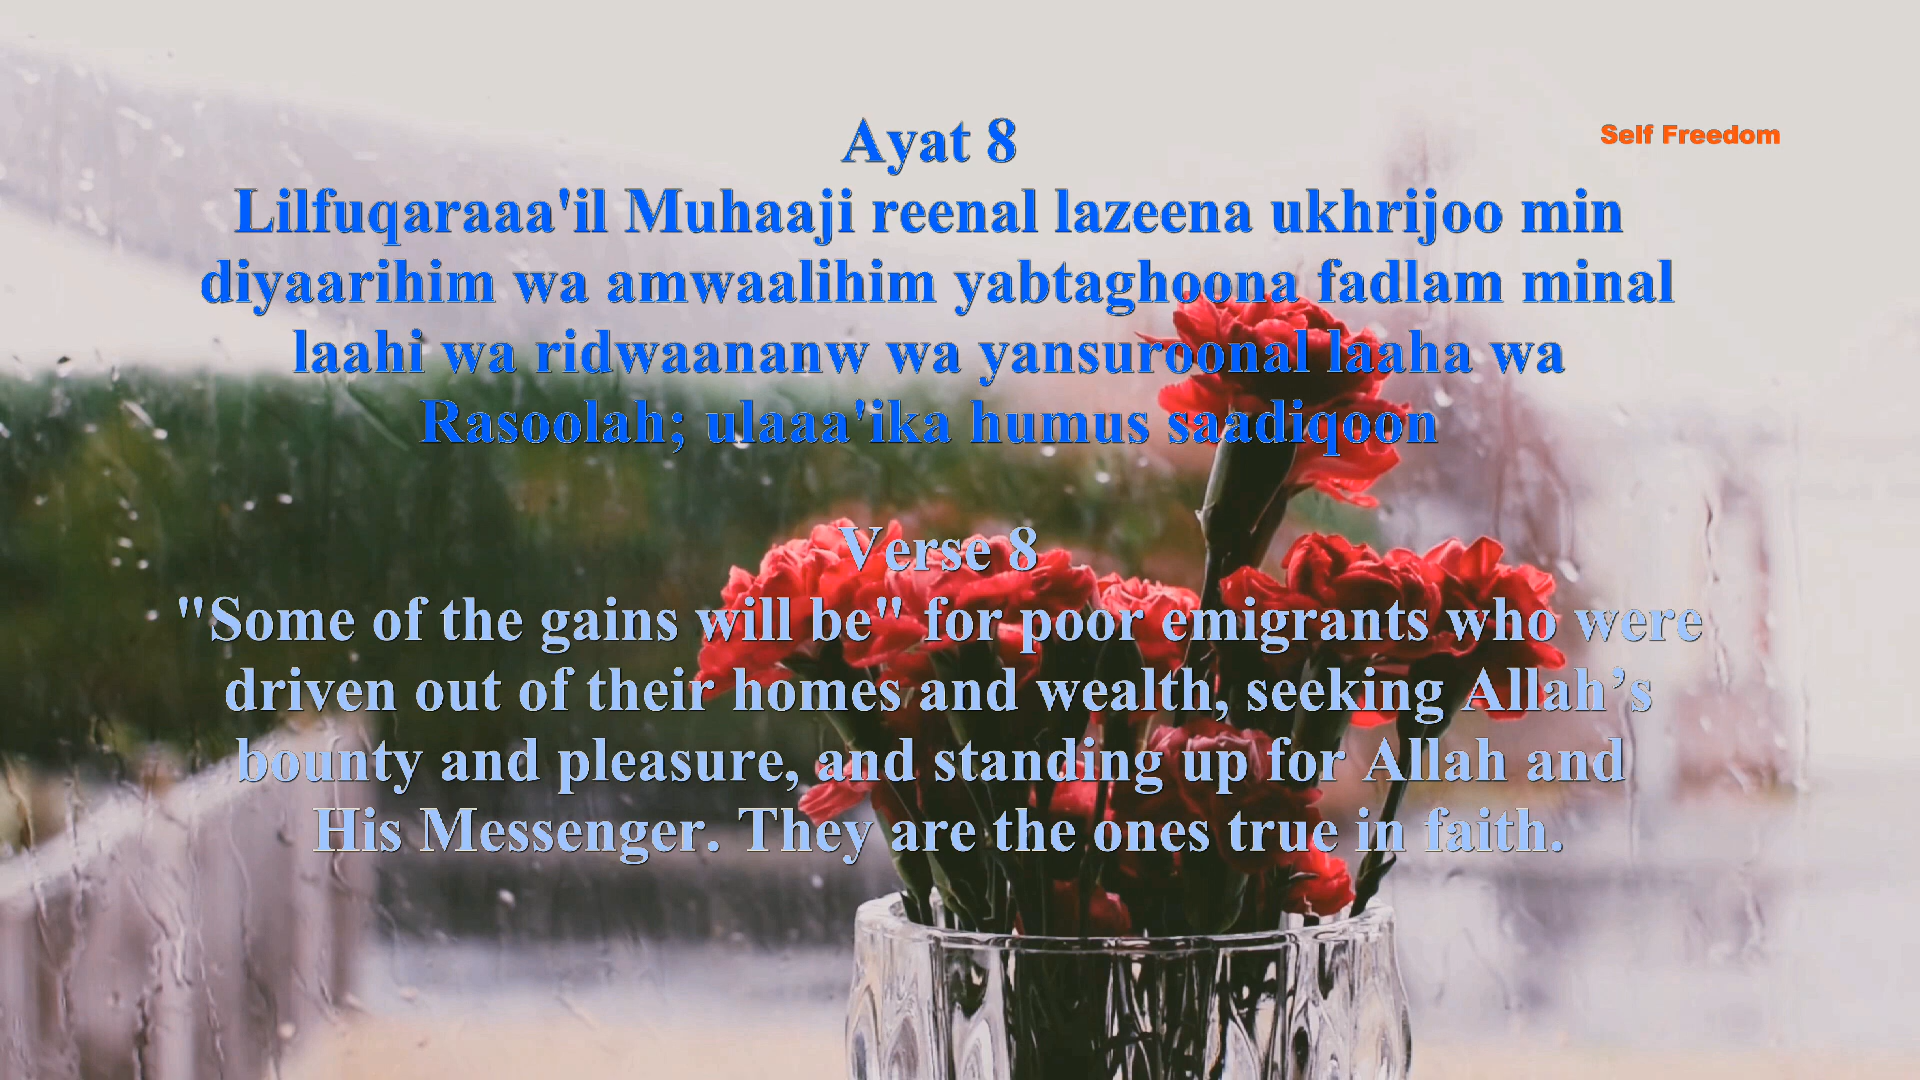 Ayat 8
Self Freedom
Lilfuqaraaa'il Muhaaji reenal lazeena ukhrijoo min
diyaarihim wa amwaalihim yabtaghoona fadlam minal
laahi wa ridwaananw wa yansuroonal laaha wa
Rasoolah; ulaaa'ika humus saadiqoon
Verse 8
"Some of the gains will be" for poor emigrants who were
driven out of their homes and wealth, seeking Allah’s
bounty and pleasure, and standing up for Allah and
His Messenger. They are the ones true in faith.